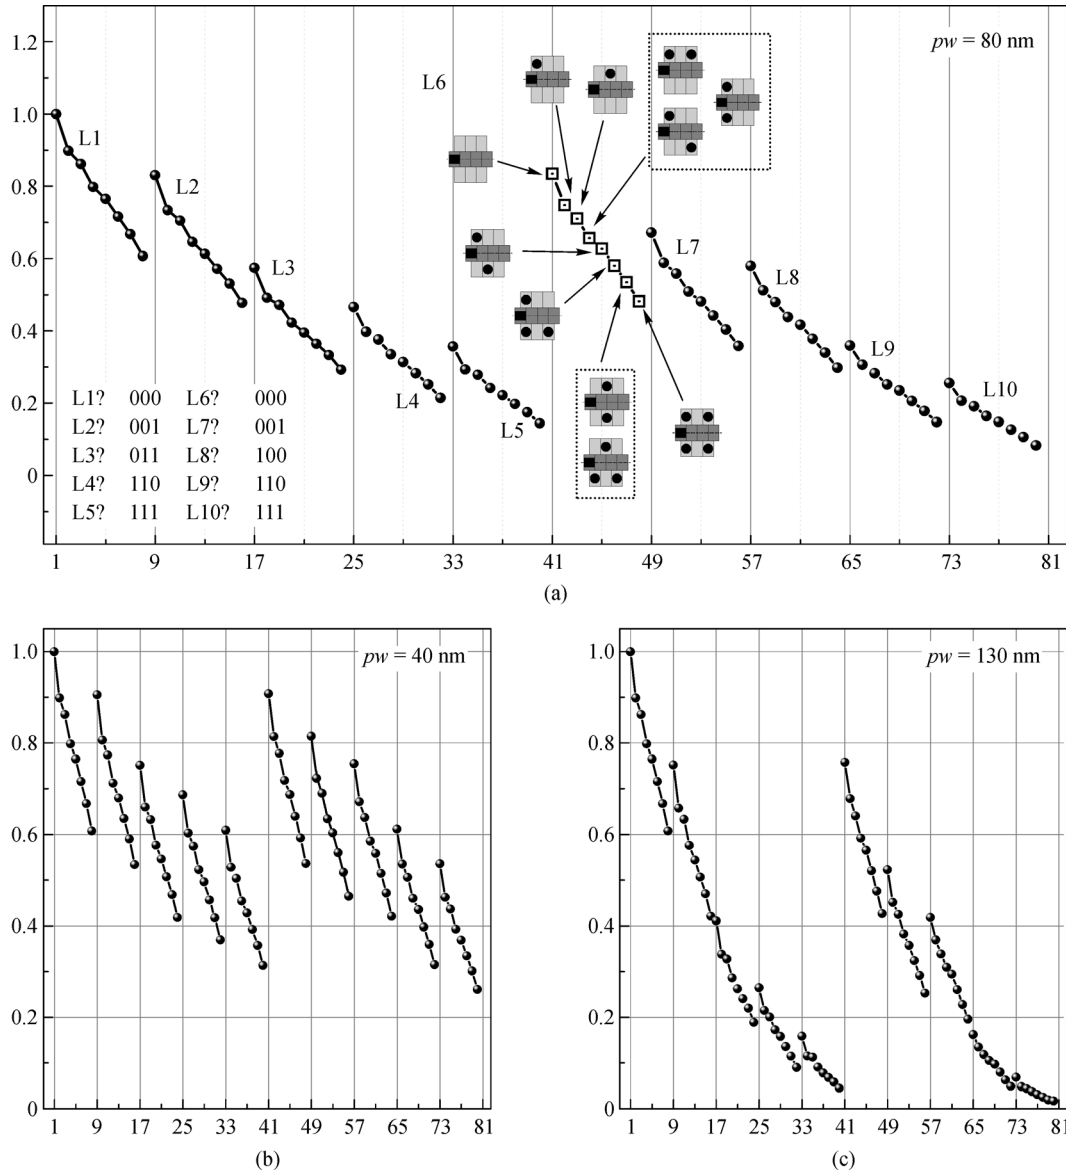 pw = 80 nm
1.2
1.0
0.8
0.6
0.4
0.2
0
L1
L2
L3
L4
L5
L6
L7
L8
L9
L10
L1? 000 L6? 000
L2? 001 L7? 001
L3? 011 L8? 100
L4? 110 L9? 110
L5? 111 L10? 111
1 9 17 25 33 41 49 57 65 73 81
(a)
pw = 40 nm
1.0
0.8
0.6
0.4
0.2
0
1 9 17 25 33 41 49 57 65 73 81
(b)
pw = 130 nm
1.0
0.8
0.6
0.4
0.2
0
1 9 17 25 33 41 49 57 65 73 81
(c)